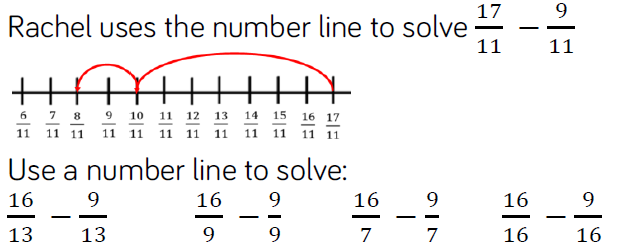 Rachel uses the number line to solve 17/11 − 9/11
6/11 7/11 8/11 9/11 10/11 11/11 12/11 13/11 14/11 15/11 16/11 17/11
Use a number line to solve:
16/13 − 9/13 16/9 − 9/9 16/7 − 9/7 16/16 − 9/16